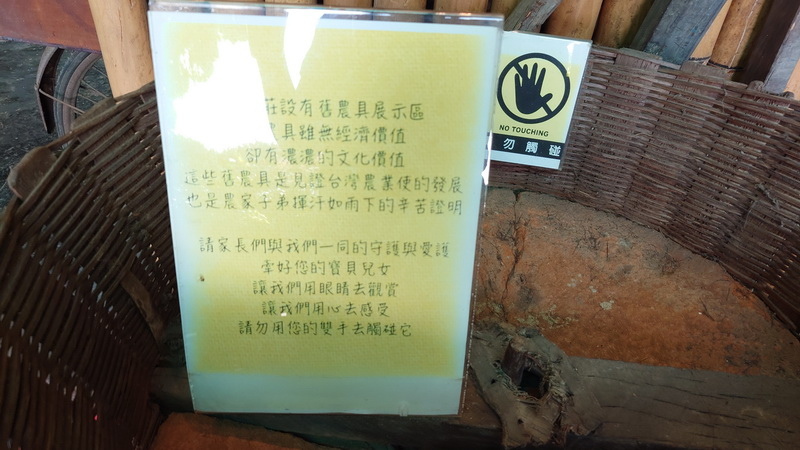 莊設有舊農具展示區
農具雖無經濟價值
卻有濃濃的文化價值
這些舊農具是見證台灣農業使的發展
也是農家子弟揮汗如雨下的辛苦證明
請家長們與我們一同的守護與愛護
牽好您的寶貝兒女
讓我們用眼睛去觀賞
讓我們用心去感受
請勿用您的雙手去觸碰它
NO TOUCHING
勿觸碰